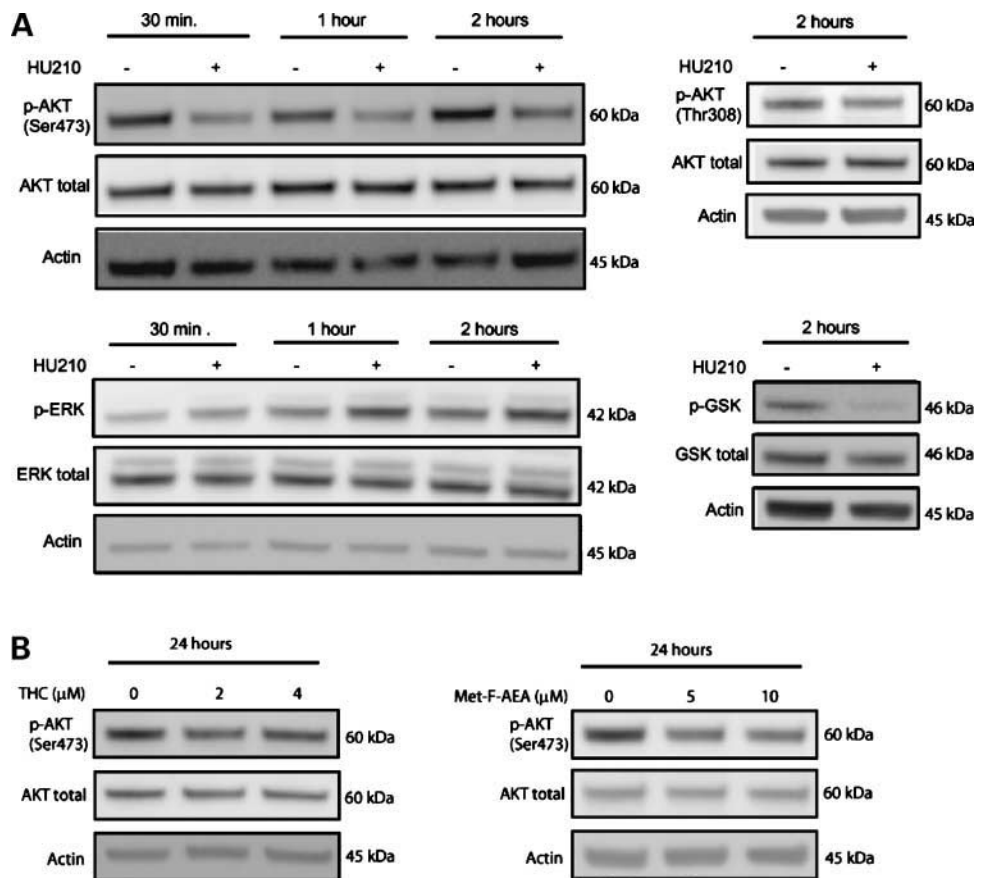 A
30 min. 1 hour 2 hours
HU210 - + - + - +
p-AKT
(Ser473) 60 kDa
AKT total 60 kDa
Actin 45 kDa
2 hours
HU210 - +
p-AKT
(Thr308) 60 kDa
AKT total 60 kDa
Actin 45 kDa
30 min . 1 hour 2 hours
HU210 - + - + - +
p-ERK 42 kDa
ERK total 42 kDa
Actin 45 kDa
2 hours
HU210 - +
p-GSK 46 kDa
GSK total 46 kDa
Actin 45 kDa
B
24 hours
THC (μM) 0 2 4
p-AKT
(Ser473) 60 kDa
AKT total 60 kDa
Actin 45 kDa
24 hours
Met-F-AEA (μM) 0 5 10
p-AKT
(Ser473) 60 kDa
AKT total 60 kDa
Actin 45 kDa